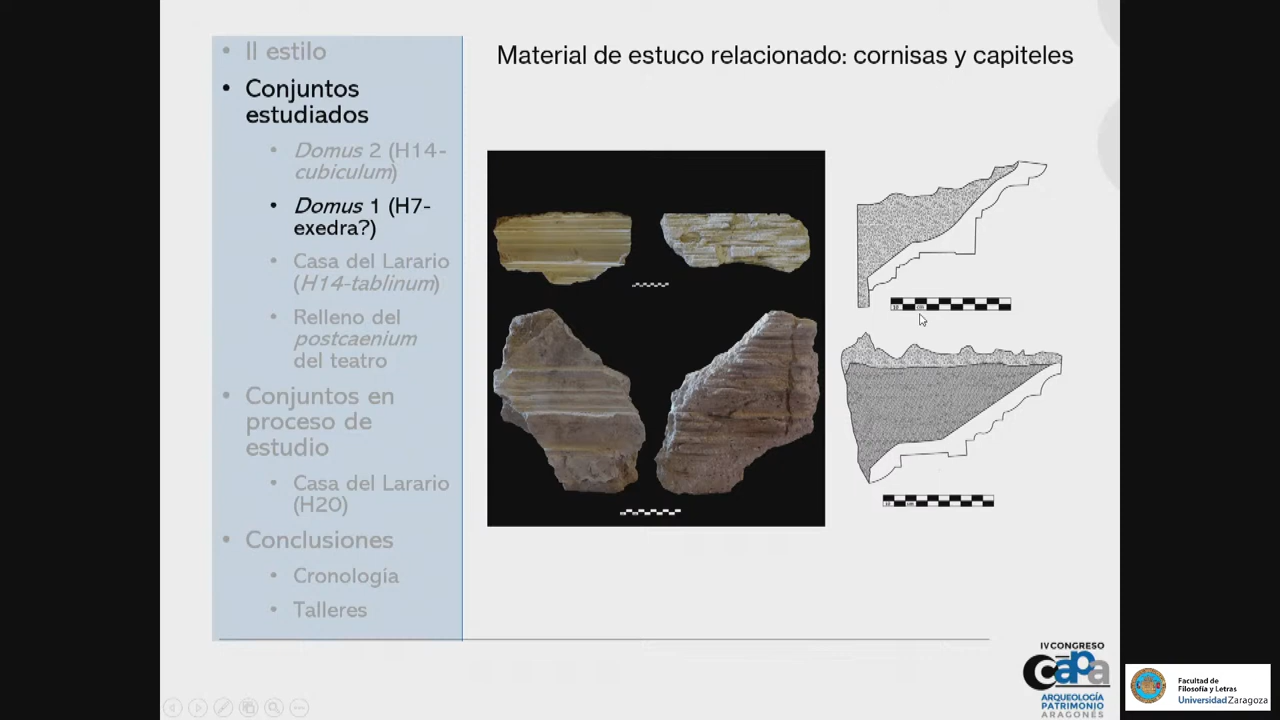 II estilo
Conjuntos
estudiados
Domus 2 (H14-
cubiculum)
Domus 1 (H7-
exedra?)
Casa del Larario
(H14-tablinum)
Relleno del
postcaenium
del teatro
Conjuntos en
proceso de
estudio
Casa del Larario
(H20)
Conclusiones
Cronología
Talleres
Material de estuco relacionado: cornisas y capiteles
IV CONGRESO
capa
ARQUEOLOGÍA
PATRIMONIO
ARAGONÉS
Facultad de
Filosofía y Letras
Universidad Zaragoza